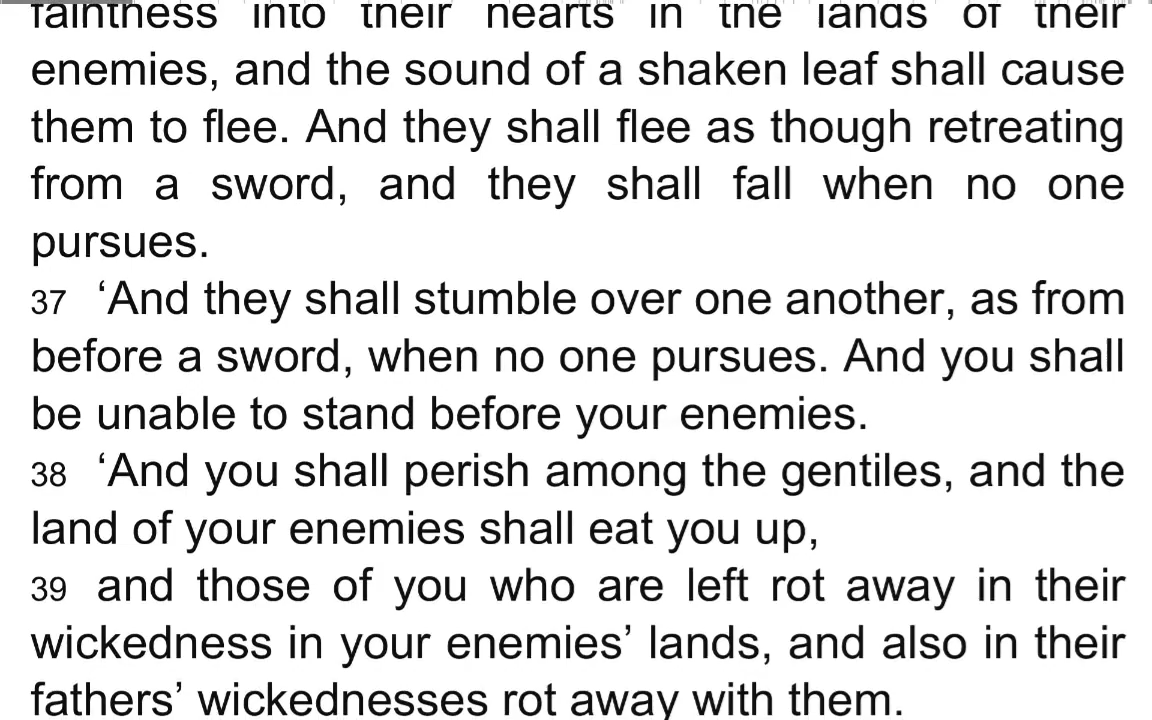 faintness into their hearts in the lands of their
enemies, and the sound of a shaken leaf shall cause
them to flee. And they shall flee as though retreating
from a sword, and they shall fall when no one
pursues.
37 ‘And they shall stumble over one another, as from
before a sword, when no one pursues. And you shall
be unable to stand before your enemies.
38 ‘And you shall perish among the gentiles, and the
land of your enemies shall eat you up,
39 and those of you who are left rot away in their
wickedness in your enemies’ lands, and also in their
fathers’ wickednesses rot away with them.